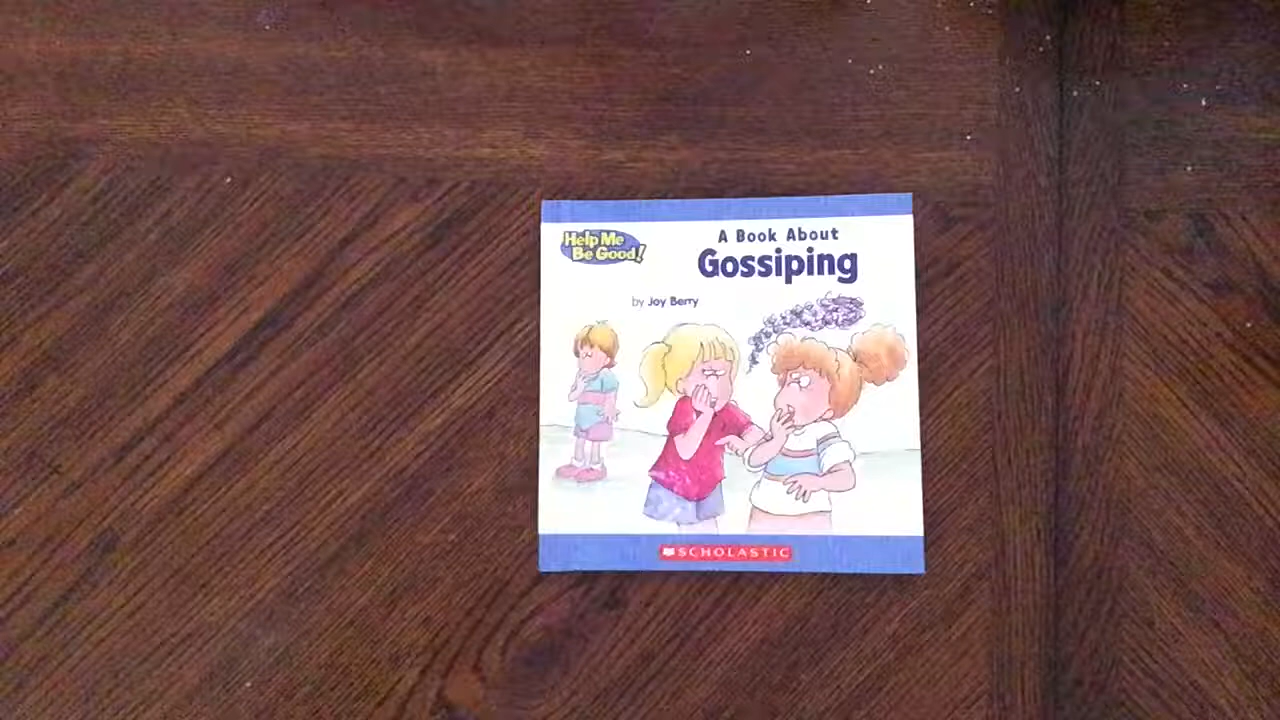 Help Me
Be Good!
A Book About
Gossiping
by Joy Berry
SCHOLASTIC